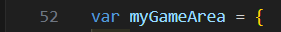 52 var myGameArea = {